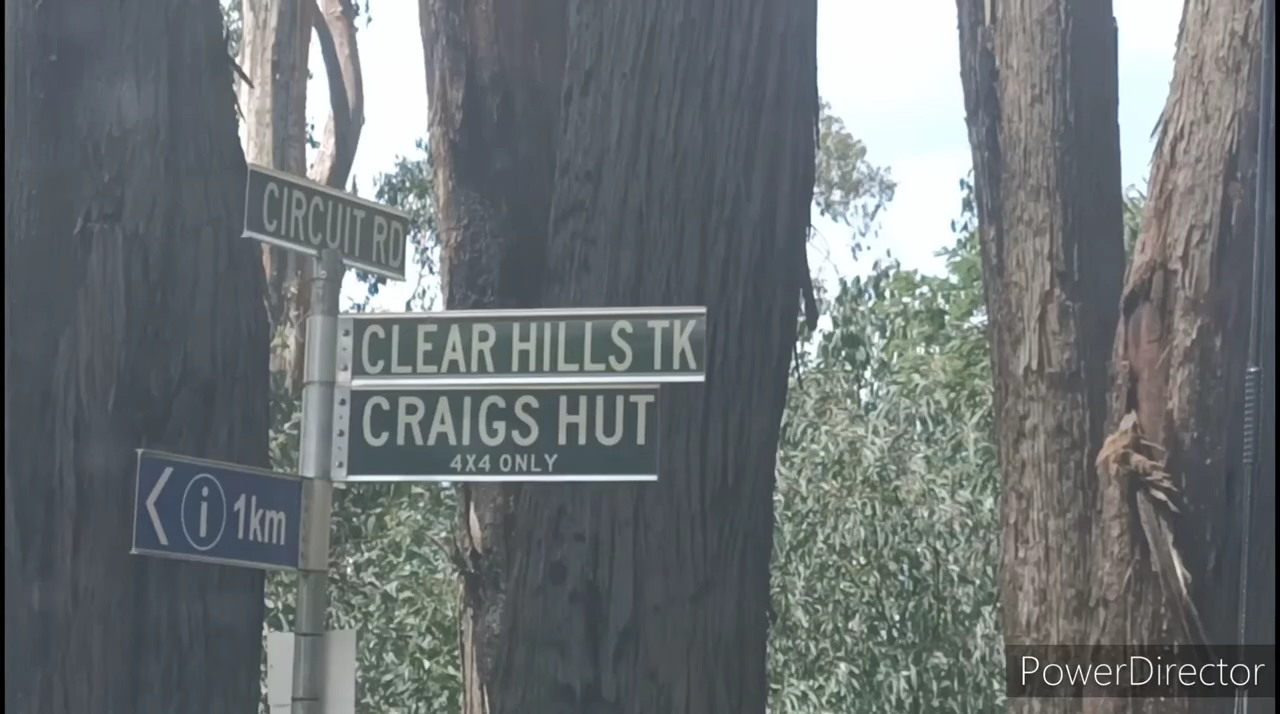 CIRCUIT RD
CLEAR HILLS TK
CRAIGS HUT
4X4 ONLY
< i 1km
PowerDirector